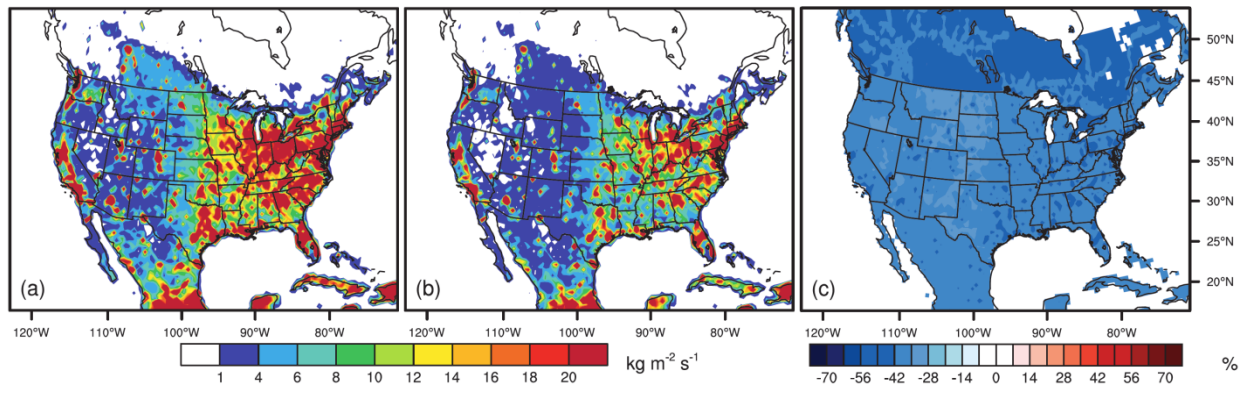 (a) (b) (c)
50°N
45°N
40°N
35°N
30°N
25°N
20°N
120°W 110°W 100°W 90°W 80°W 120°W 110°W 100°W 90°W 80°W 120°W 110°W 100°W 90°W 80°W
1 4 6 8 10 12 14 16 18 20 kg m⁻² s⁻¹
-70 -56 -42 -28 -14 0 14 28 42 56 70 %